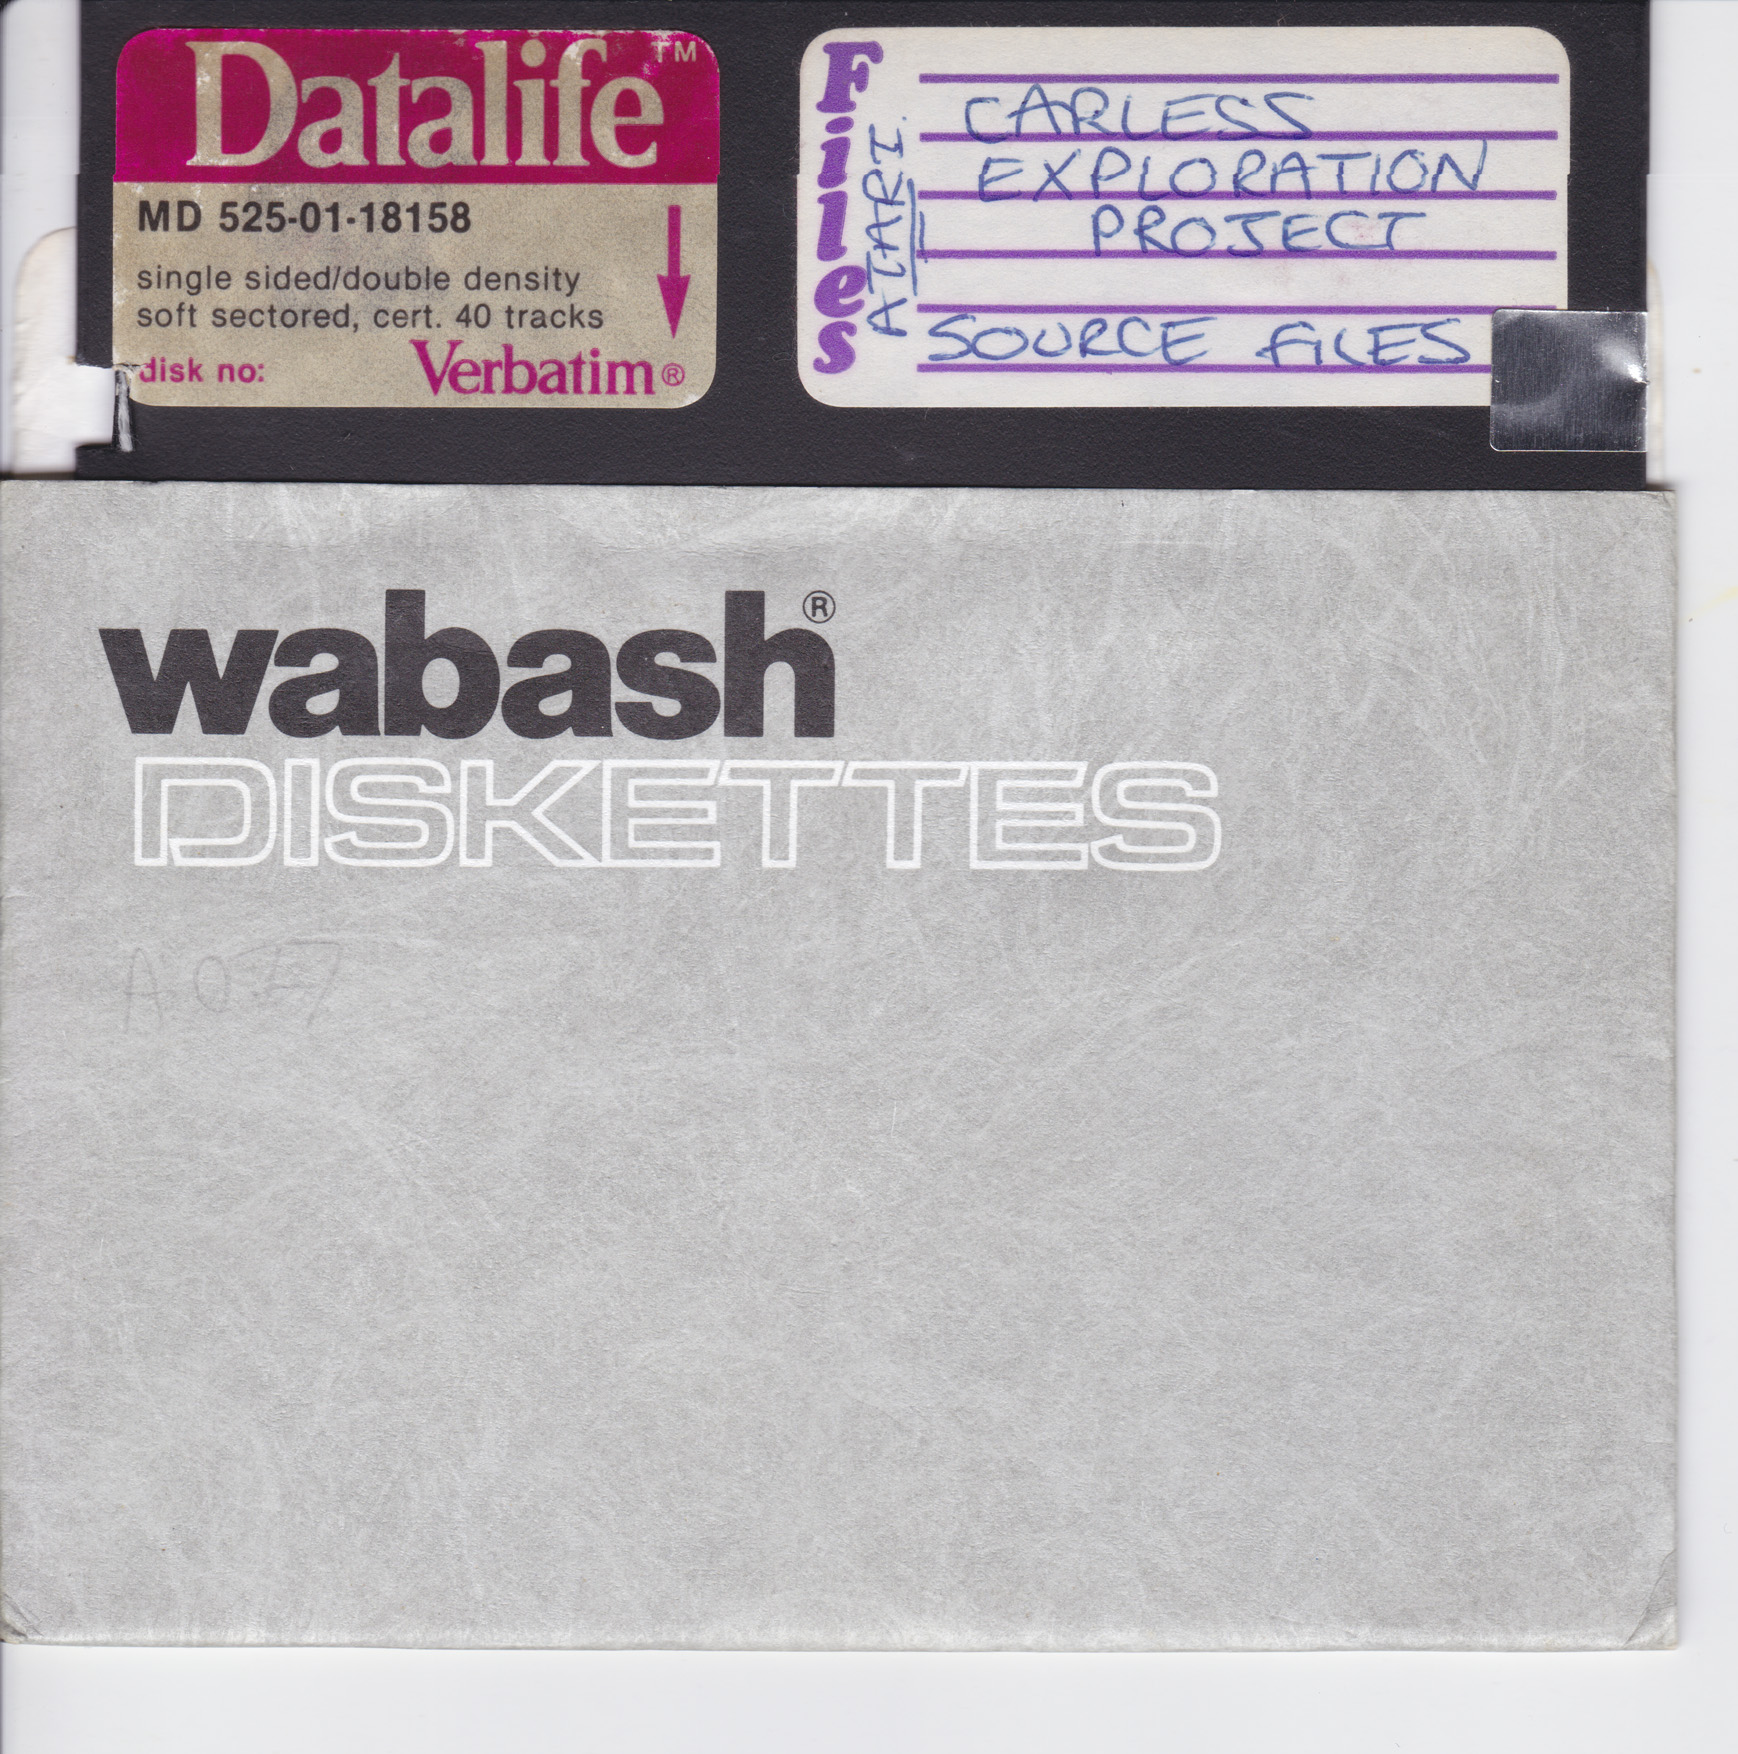 Datalife™
MD 525-01-18158
single sided/double density
soft sectored, cert. 40 tracks
disk no:
Verbatim®
Files
ATARI.
CARLESS
EXPLORATION
PROJECT
SOURCE FILES
wabash®
DISKETTES